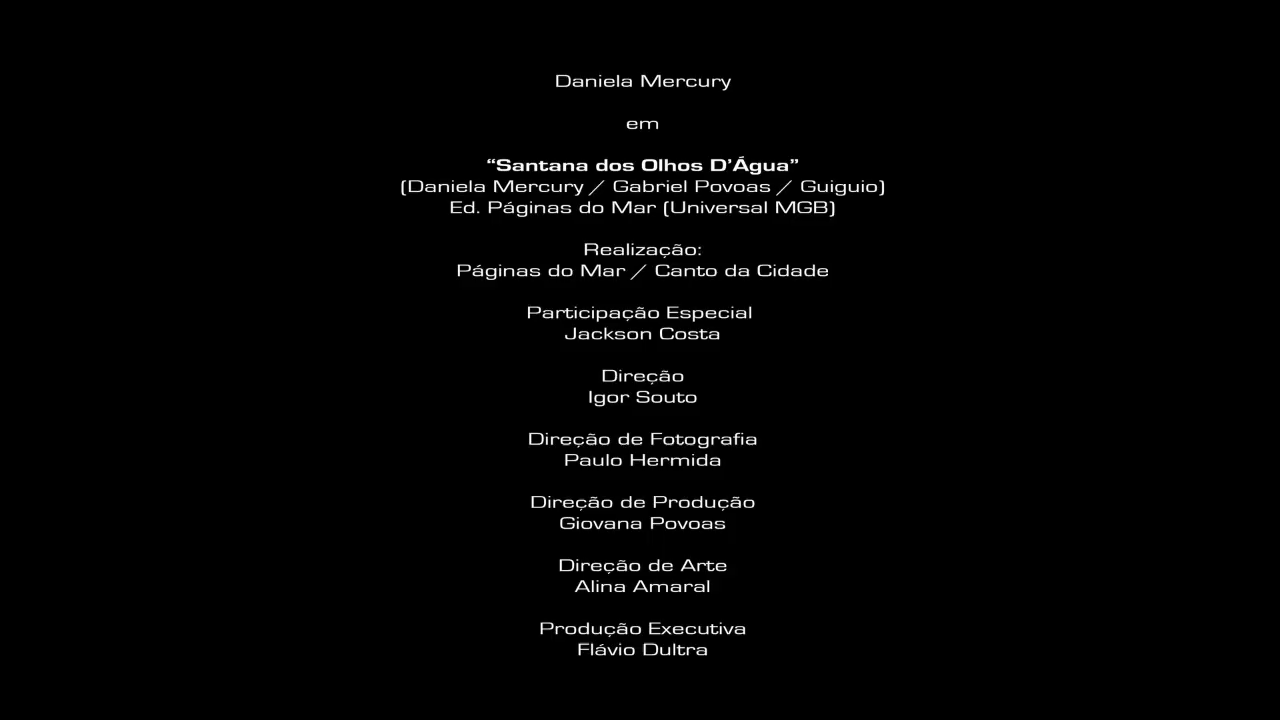 Daniela Mercury
em
“Santana dos Olhos D’Água”
(Daniela Mercury / Gabriel Povoas / Guiguio)
Ed. Páginas do Mar (Universal MGB)
Realização:
Páginas do Mar / Canto da Cidade
Participação Especial
Jackson Costa
Direção
Igor Souto
Direção de Fotografia
Paulo Hermida
Direção de Produção
Giovana Povoas
Direção de Arte
Alina Amaral
Produção Executiva
Flávio Dultra